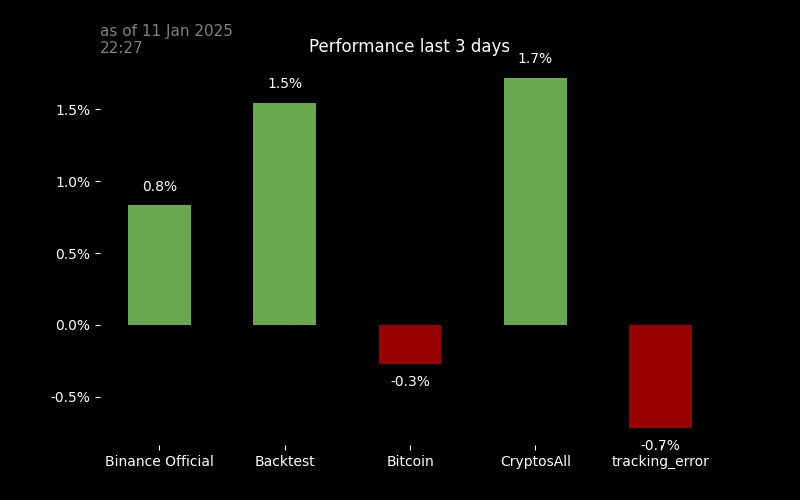 as of 11 Jan 2025
22:27
Performance last 3 days
1.7%
1.5%
1.5%
1.0%
0.8%
0.5%
0.0%
-0.3%
-0.5%
-0.7%
Binance Official
Backtest
Bitcoin
CryptosAll
tracking_error